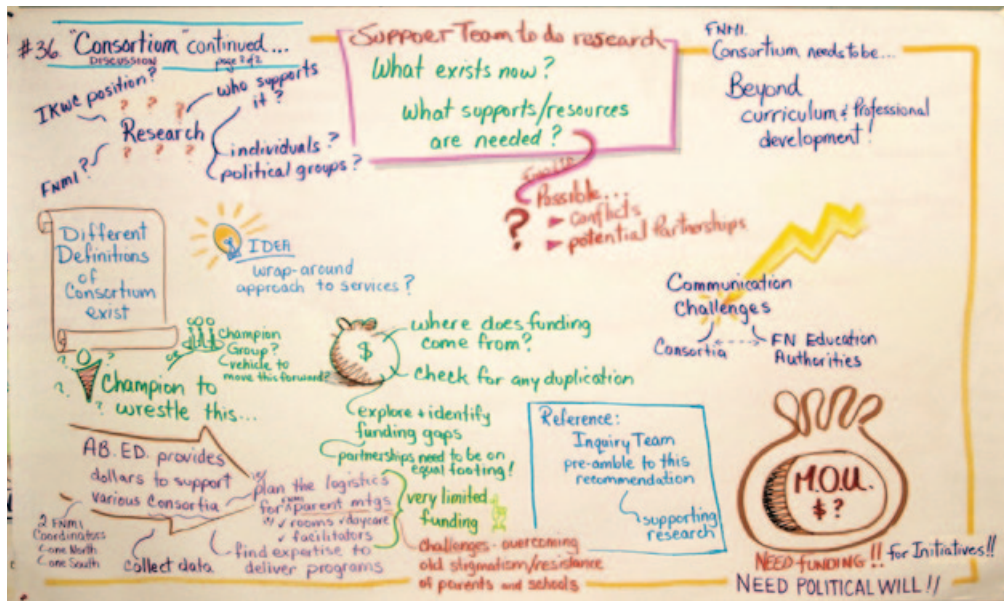 #36. "Consortium" continued...
DISCUSSION page 2 of 2
IKWC position?
who supports
it?
Research
individuals?
political groups?
FNMI?
? ? ?
? ? ?
Support Team to do research
What exists now?
What supports/resources
are needed?
Possible...
conflicts
potential Partnerships
?
FNMI.
Consortium needs to be...
Beyond
curriculum & Professional
development!
Different
Definitions
of
Consortium
exist
IDEA
wrap-around
approach to services?
Communication
Challenges
Consortia
FN Education
Authorities
? ?
? ?
Champion to
wrestle this...
or
Champion
Group?
vehicle to
move this forward?
$
where does funding
come from?
check for any duplication
explore + identify
funding gaps
partnerships need to be on
equal footing!
very limited
funding
AB. ED. provides
dollars to support
various Consortia
2 FNMI
Coordinators
one North
one South
collect data
plan the logistics
for FNMI parent mtgs
w/ ✓ rooms ✓ daycare
✓ facilitators
find expertise to
deliver programs
challenges - overcoming
old stigmatism/resistance
of parents and schools
Reference:
Inquiry Team
pre-amble to this
recommendation
supporting
research
M.O.U.
$?
NEED FUNDING!! for Initiatives!!
NEED POLITICAL WILL!!